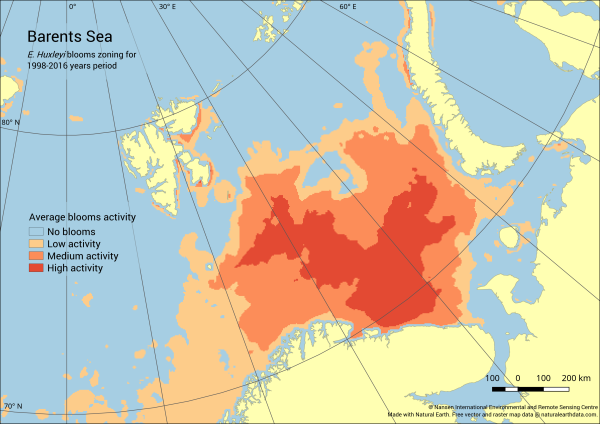 0° 30° E 60° E
Barents Sea
E. Huxleyi blooms zoning for
1998-2016 years period
80° N
Average blooms activity
No blooms
Low activity
Medium activity
High activity
100 0 100 200 km
70° N
© Nansen International Environmental and Remote Sensing Centre
Made with Natural Earth. Free vector and raster map data @ naturalearthdata.com.